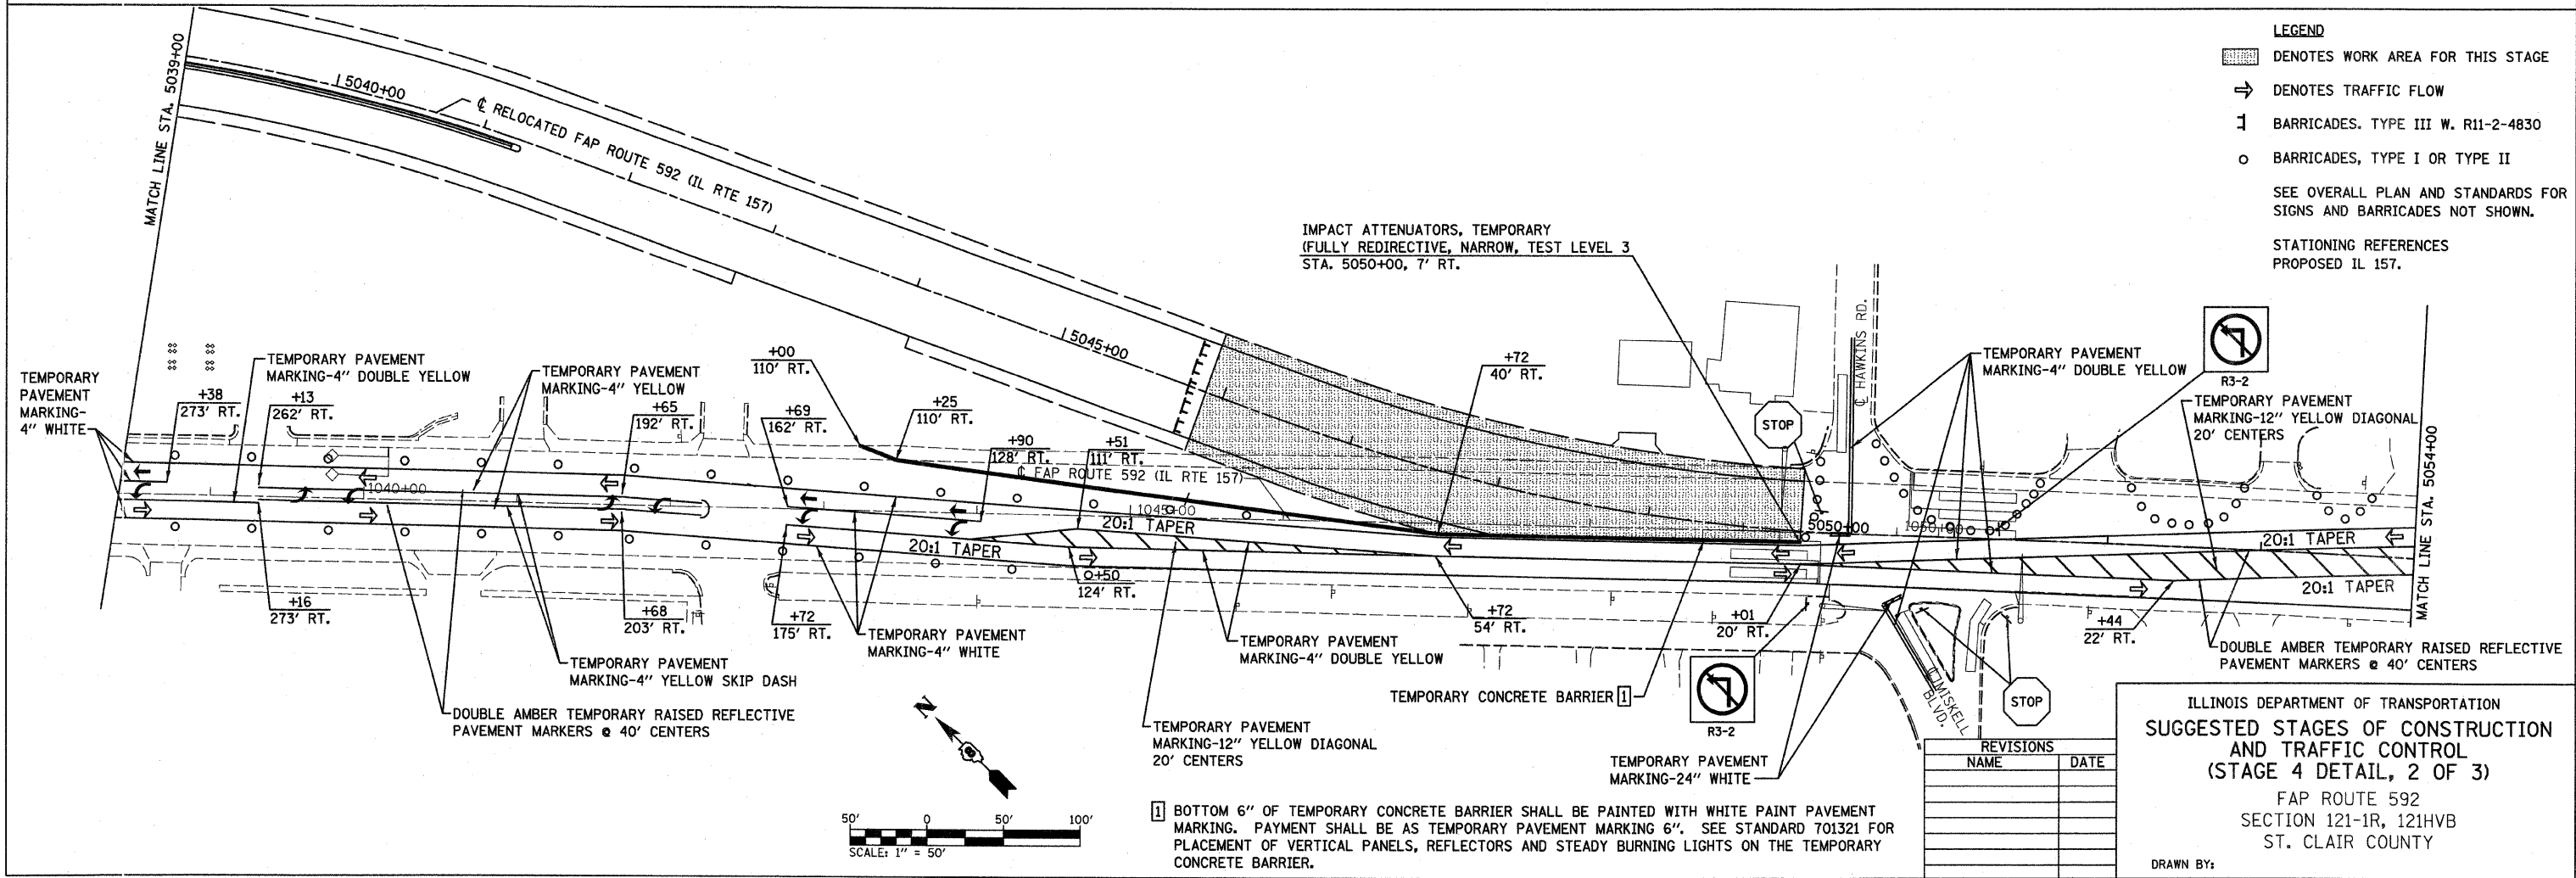 LEGEND
DENOTES WORK AREA FOR THIS STAGE
DENOTES TRAFFIC FLOW
BARRICADES. TYPE III W. R11-2-4830
BARRICADES, TYPE I OR TYPE II
SEE OVERALL PLAN AND STANDARDS FOR
SIGNS AND BARRICADES NOT SHOWN.
STATIONING REFERENCES
PROPOSED IL 157.
MATCH LINE STA. 5039+00
5040+00
℄ RELOCATED FAP ROUTE 592 (IL RTE 157)
5045+00
IMPACT ATTENUATORS, TEMPORARY
(FULLY REDIRECTIVE, NARROW, TEST LEVEL 3
STA. 5050+00, 7' RT.
TEMPORARY
PAVEMENT
MARKING-
4" WHITE
+38
273' RT.
TEMPORARY PAVEMENT
MARKING-4" DOUBLE YELLOW
+13
262' RT.
TEMPORARY PAVEMENT
MARKING-4" YELLOW
+65
192' RT.
+00
110' RT.
+69
162' RT.
+25
110' RT.
+90
128' RT.
+51
111' RT.
℄ FAP ROUTE 592 (IL RTE 157)
+72
40' RT.
STOP
℄ HAWKINS RD.
TEMPORARY PAVEMENT
MARKING-4" DOUBLE YELLOW
R3-2
TEMPORARY PAVEMENT
MARKING-12" YELLOW DIAGONAL
20' CENTERS
MATCH LINE STA. 5054+00
1040+00
1045+00
20:1 TAPER
20:1 TAPER
5050+00
1050+00
20:1 TAPER
20:1 TAPER
+16
273' RT.
+68
203' RT.
+72
175' RT.
+50
124' RT.
+72
54' RT.
+01
20' RT.
+44
22' RT.
TEMPORARY PAVEMENT
MARKING-4" YELLOW SKIP DASH
DOUBLE AMBER TEMPORARY RAISED REFLECTIVE
PAVEMENT MARKERS @ 40' CENTERS
TEMPORARY PAVEMENT
MARKING-4" WHITE
TEMPORARY PAVEMENT
MARKING-4" DOUBLE YELLOW
TEMPORARY PAVEMENT
MARKING-12" YELLOW DIAGONAL
20' CENTERS
TEMPORARY CONCRETE BARRIER 1
R3-2
TEMPORARY PAVEMENT
MARKING-24" WHITE
℄ MISKELL
BLVD.
STOP
DOUBLE AMBER TEMPORARY RAISED REFLECTIVE
PAVEMENT MARKERS @ 40' CENTERS
N
50' 0 50' 100'
SCALE: 1" = 50'
1 BOTTOM 6" OF TEMPORARY CONCRETE BARRIER SHALL BE PAINTED WITH WHITE PAINT PAVEMENT
MARKING. PAYMENT SHALL BE AS TEMPORARY PAVEMENT MARKING 6". SEE STANDARD 701321 FOR
PLACEMENT OF VERTICAL PANELS, REFLECTORS AND STEADY BURNING LIGHTS ON THE TEMPORARY
CONCRETE BARRIER.
REVISIONS
NAME DATE
ILLINOIS DEPARTMENT OF TRANSPORTATION
SUGGESTED STAGES OF CONSTRUCTION
AND TRAFFIC CONTROL
(STAGE 4 DETAIL, 2 OF 3)
FAP ROUTE 592
SECTION 121-1R, 121HVB
ST. CLAIR COUNTY
DRAWN BY: